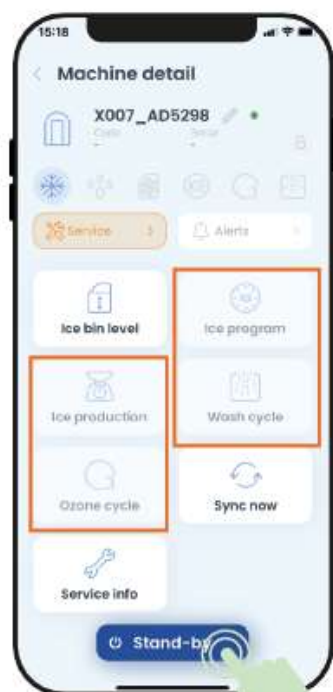 15:18
Machine detail
X007_AD5298
Code
- -
Service
Alerts
Ice bin level
Ice program
Ice production
Wash cycle
Ozone cycle
Sync now
Service info
Stand-by